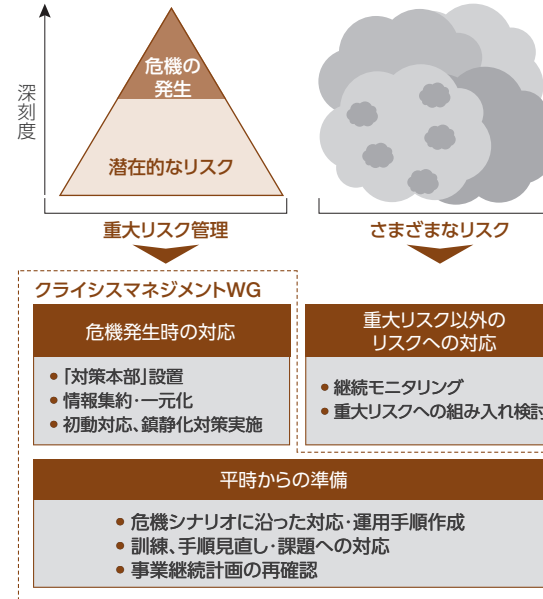 深刻度
危機の
発生
潜在的なリスク
重大リスク管理
さまざまなリスク
クライシスマネジメントWG
危機発生時の対応
• 「対策本部」設置
• 情報集約・一元化
• 初動対応、鎮静化対策実施
重大リスク以外の
リスクへの対応
• 継続モニタリング
• 重大リスクへの組み入れ検討
平時からの準備
• 危機シナリオに沿った対応・運用手順作成
• 訓練、手順見直し・課題への対応
• 事業継続計画の再確認